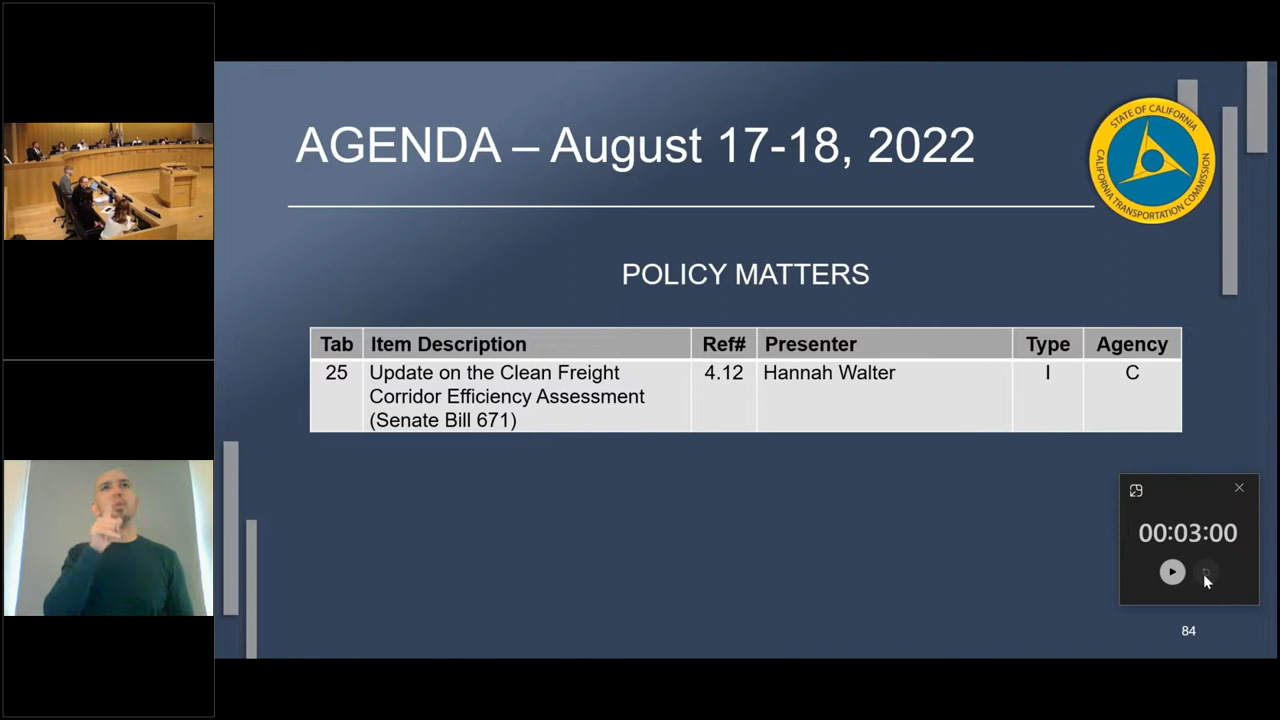 AGENDA – August 17-18, 2022
STATE OF CALIFORNIA
CALIFORNIA TRANSPORTATION COMMISSION
POLICY MATTERS
Tab Item Description Ref# Presenter Type Agency
25 Update on the Clean Freight 4.12 Hannah Walter I C
Corridor Efficiency Assessment
(Senate Bill 671)
00:03:00
84